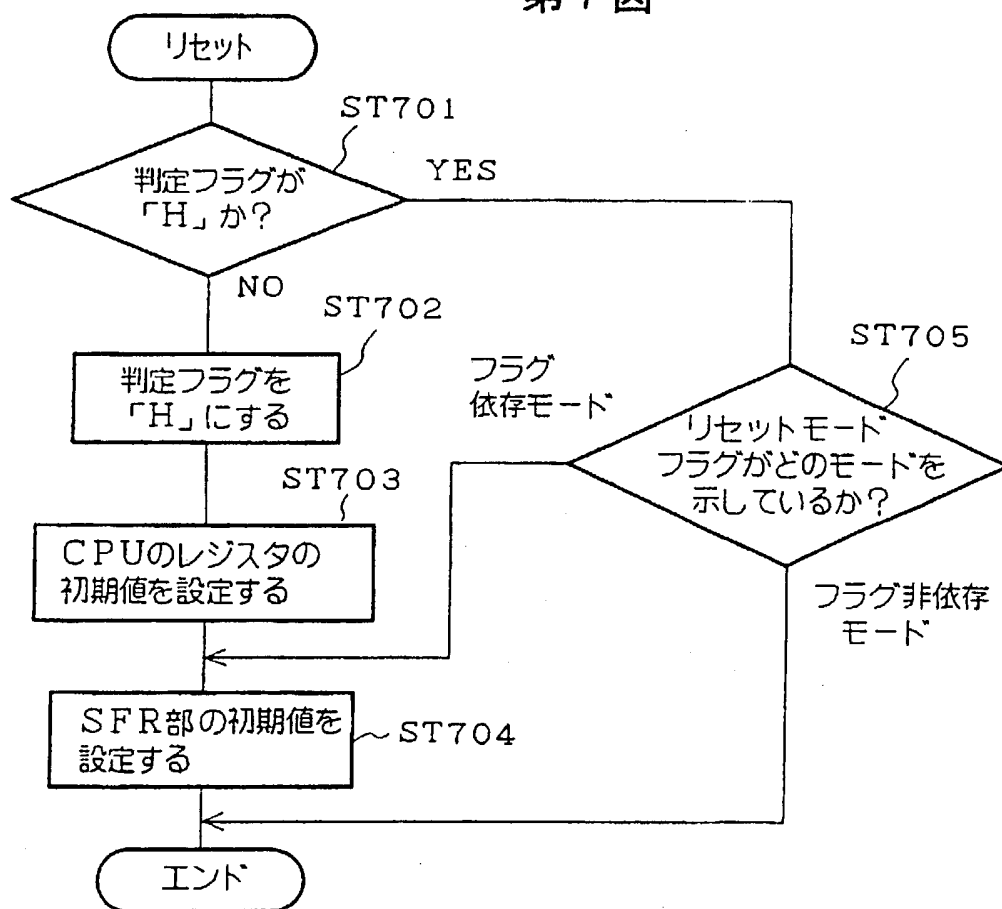 第7図
リセット
ST701
判定フラグが
「H」か?
YES
NO
ST702
判定フラグを
「H」にする
ST703
CPUのレジスタの
初期値を設定する
SFR部の初期値を
設定する
ST704
エンド
フラグ
依存モード
ST705
リセットモード
フラグがどのモードを
示しているか?
フラグ非依存
モード